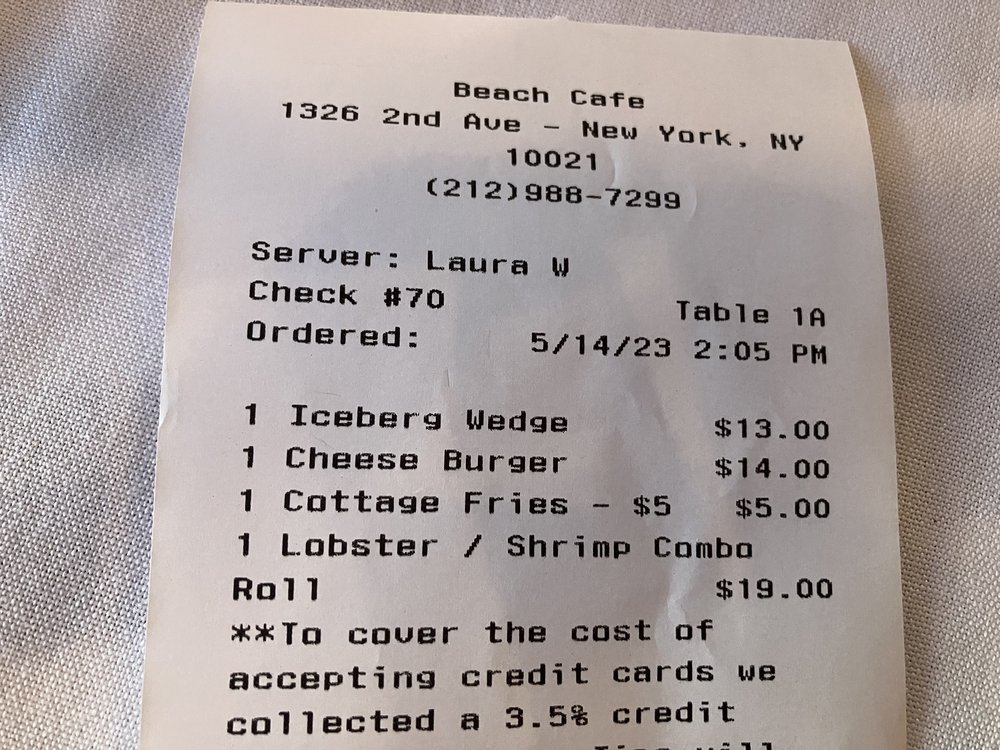 Beach Cafe
1326 2nd Ave - New York, NY
10021
(212)988-7299
Server: Laura W
Check #70
Table 1A
Ordered: 5/14/23 2:05 PM
1 Iceberg Wedge $13.00
1 Cheese Burger $14.00
1 Cottage Fries - $5 $5.00
1 Lobster / Shrimp Combo
Roll $19.00
**To cover the cost of
accepting credit cards we
collected a 3.5% credit
will